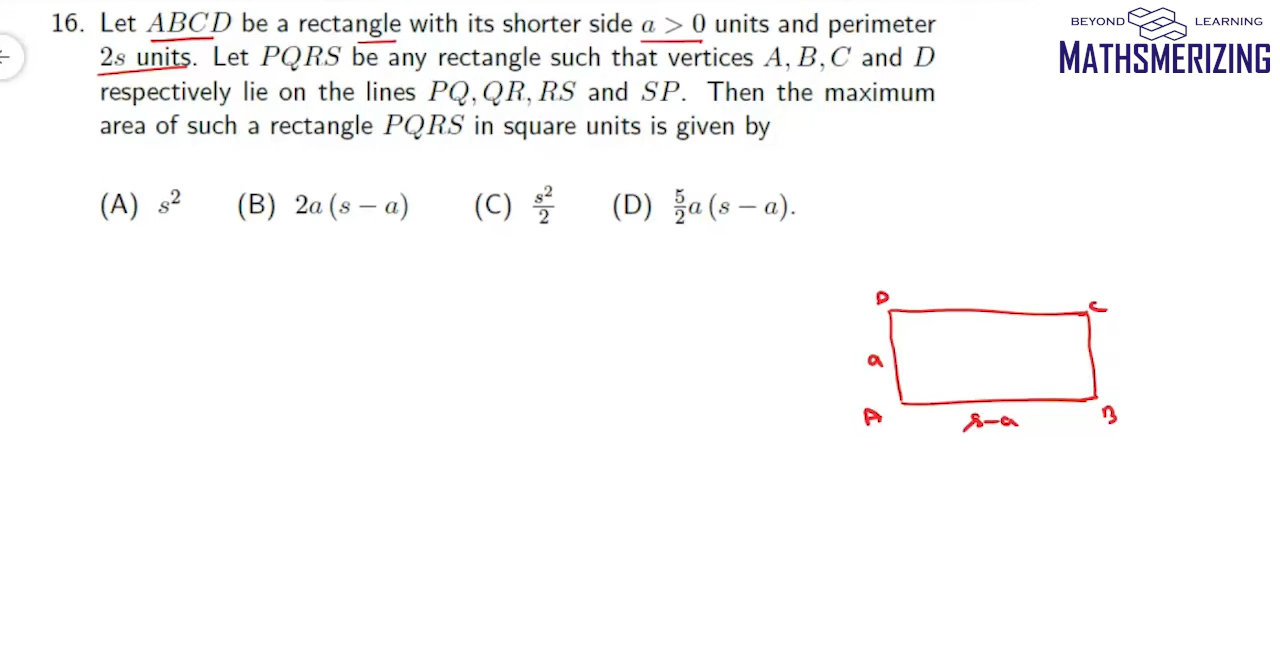 BEYOND LEARNING
MATHSMERIZING
16. Let ABCD be a rectangle with its shorter side a > 0 units and perimeter
2s units. Let PQRS be any rectangle such that vertices A, B, C and D
respectively lie on the lines PQ, QR, RS and SP. Then the maximum
area of such a rectangle PQRS in square units is given by
(A) s² (B) 2a (s − a) (C) s²/2 (D) 5/2 a (s − a).
D C
a
A s-a B